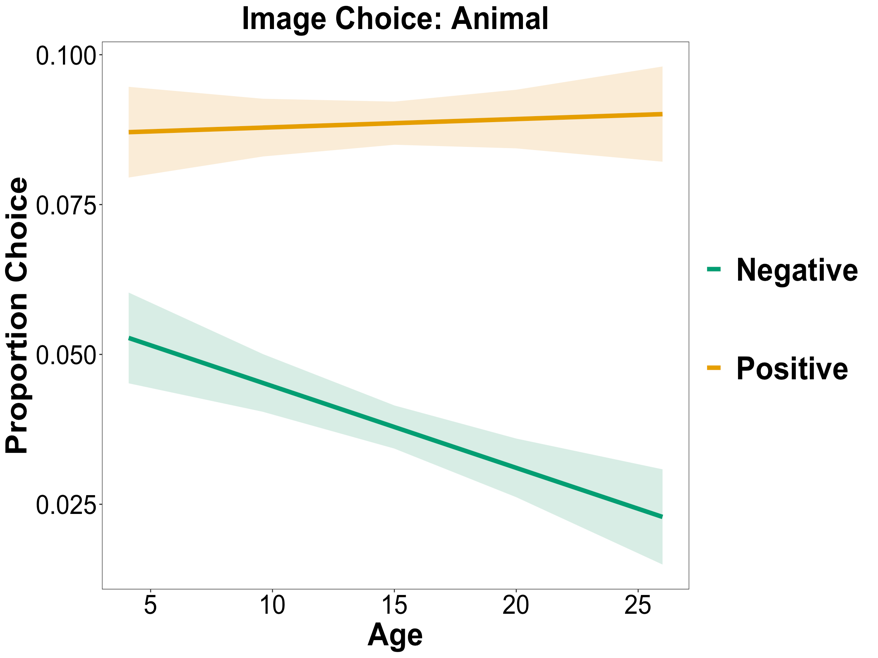 Image Choice: Animal
Proportion Choice
0.100
0.075
0.050
0.025
5 10 15 20 25
Age
Negative
Positive